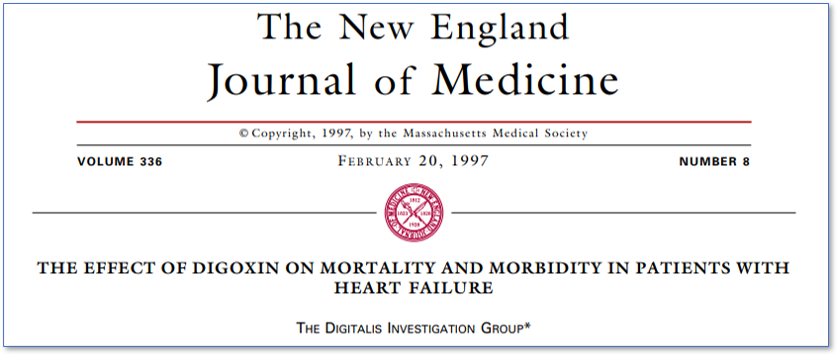 The New England
Journal of Medicine
© Copyright, 1997, by the Massachusetts Medical Society
VOLUME 336
FEBRUARY 20, 1997
NUMBER 8
THE EFFECT OF DIGOXIN ON MORTALITY AND MORBIDITY IN PATIENTS WITH
HEART FAILURE
THE DIGITALIS INVESTIGATION GROUP*